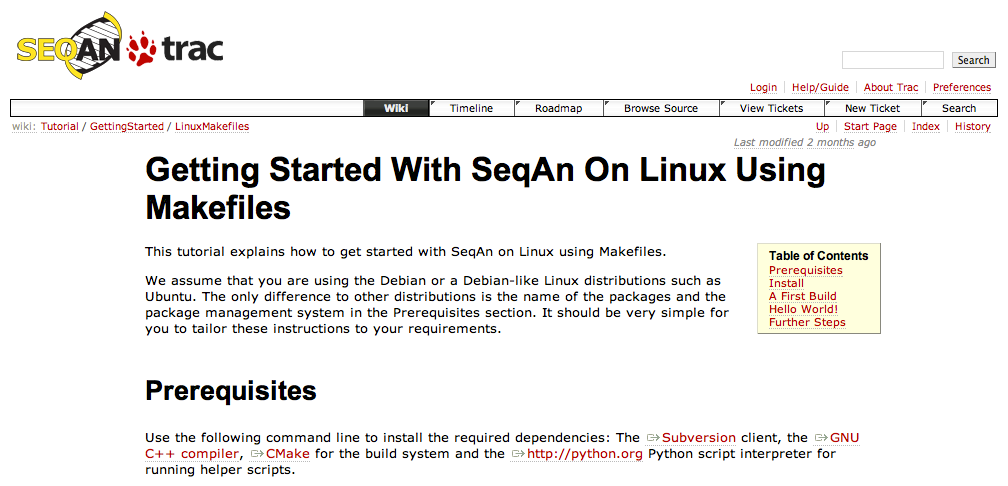 SEQAN trac
Search
Login Help/Guide About Trac Preferences
Wiki Timeline Roadmap Browse Source View Tickets New Ticket Search
wiki: Tutorial / GettingStarted / LinuxMakefiles Up Start Page Index History
Last modified 2 months ago
Getting Started With SeqAn On Linux Using
Makefiles
This tutorial explains how to get started with SeqAn on Linux using Makefiles.
We assume that you are using the Debian or a Debian-like Linux distributions such as
Ubuntu. The only difference to other distributions is the name of the packages and the
package management system in the Prerequisites section. It should be very simple for
you to tailor these instructions to your requirements.
Table of Contents
Prerequisites
Install
A First Build
Hello World!
Further Steps
Prerequisites
Use the following command line to install the required dependencies: The Subversion client, the GNU
C++ compiler, CMake for the build system and the http://python.org Python script interpreter for
running helper scripts.